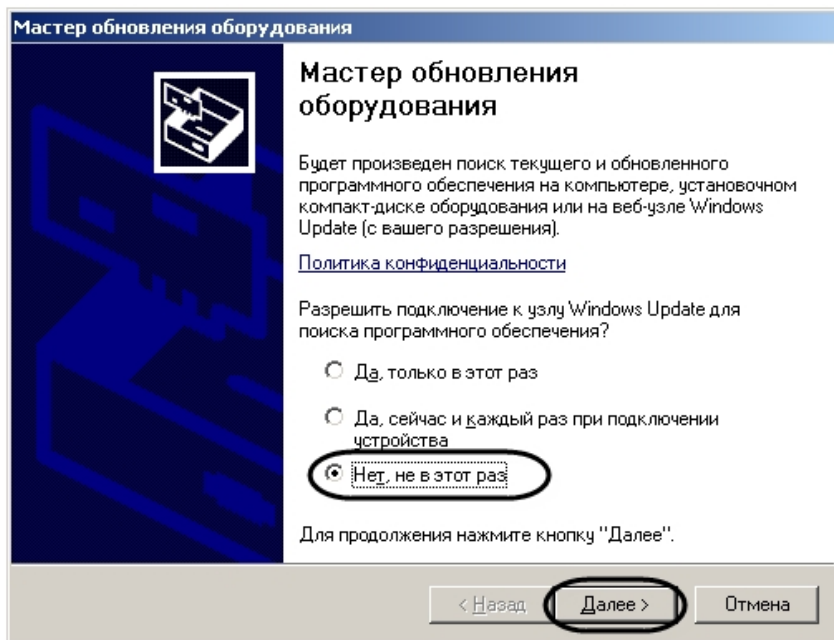 Мастер обновления оборудования
Мастер обновления
оборудования
Будет произведен поиск текущего и обновленного
программного обеспечения на компьютере, установочном
компакт-диске оборудования или на веб-узле Windows
Update (с вашего разрешения).
Политика конфиденциальности
Разрешить подключение к узлу Windows Update для
поиска программного обеспечения?
Да, только в этот раз
Да, сейчас и каждый раз при подключении
устройства
Нет, не в этот раз
Для продолжения нажмите кнопку "Далее".
< Назад Далее > Отмена